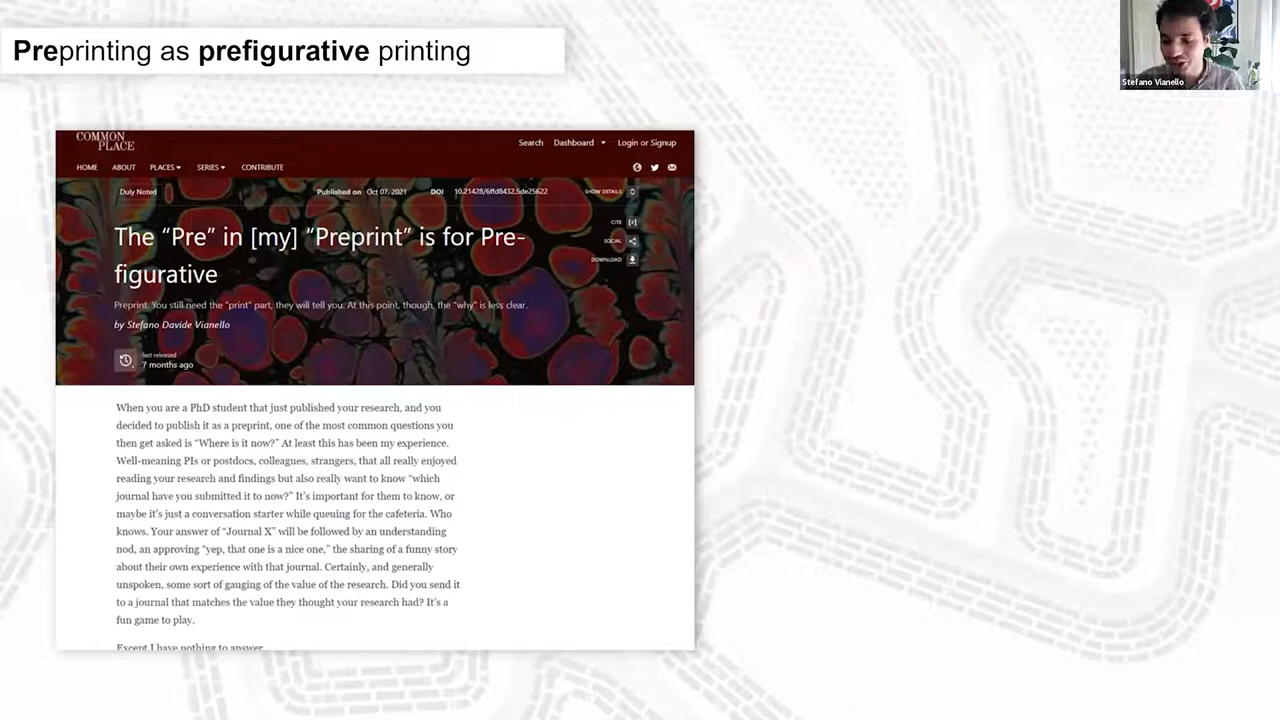 Preprinting as prefigurative printing
Stefano Vianello
COMMON
PLACE
Search Dashboard Login or Signup
HOME ABOUT PLACES SERIES CONTRIBUTE
Duly Noted Published on Oct 07, 2021 DOI 10.21428/6ffd8432.5de25622 SHOW DETAILS
CITE
SOCIAL
DOWNLOAD
The “Pre” in [my] “Preprint” is for Pre-
figurative
Preprint. You still need the “print” part, they will tell you. At this point, though, the “why” is less clear.
by Stefano Davide Vianello
last released
7 months ago
When you are a PhD student that just published your research, and you
decided to publish it as a preprint, one of the most common questions you
then get asked is “Where is it now?” At least this has been my experience.
Well-meaning PIs or postdocs, colleagues, strangers, that all really enjoyed
reading your research and findings but also really want to know “which
journal have you submitted it to now?” It’s important for them to know, or
maybe it’s just a conversation starter while queuing for the cafeteria. Who
knows. Your answer of “Journal X” will be followed by an understanding
nod, an approving “yep, that one is a nice one,” the sharing of a funny story
about their own experience with that journal. Certainly, and generally
unspoken, some sort of gauging of the value of the research. Did you send it
to a journal that matches the value they thought your research had? It’s a
fun game to play.
Except I have nothing to answer